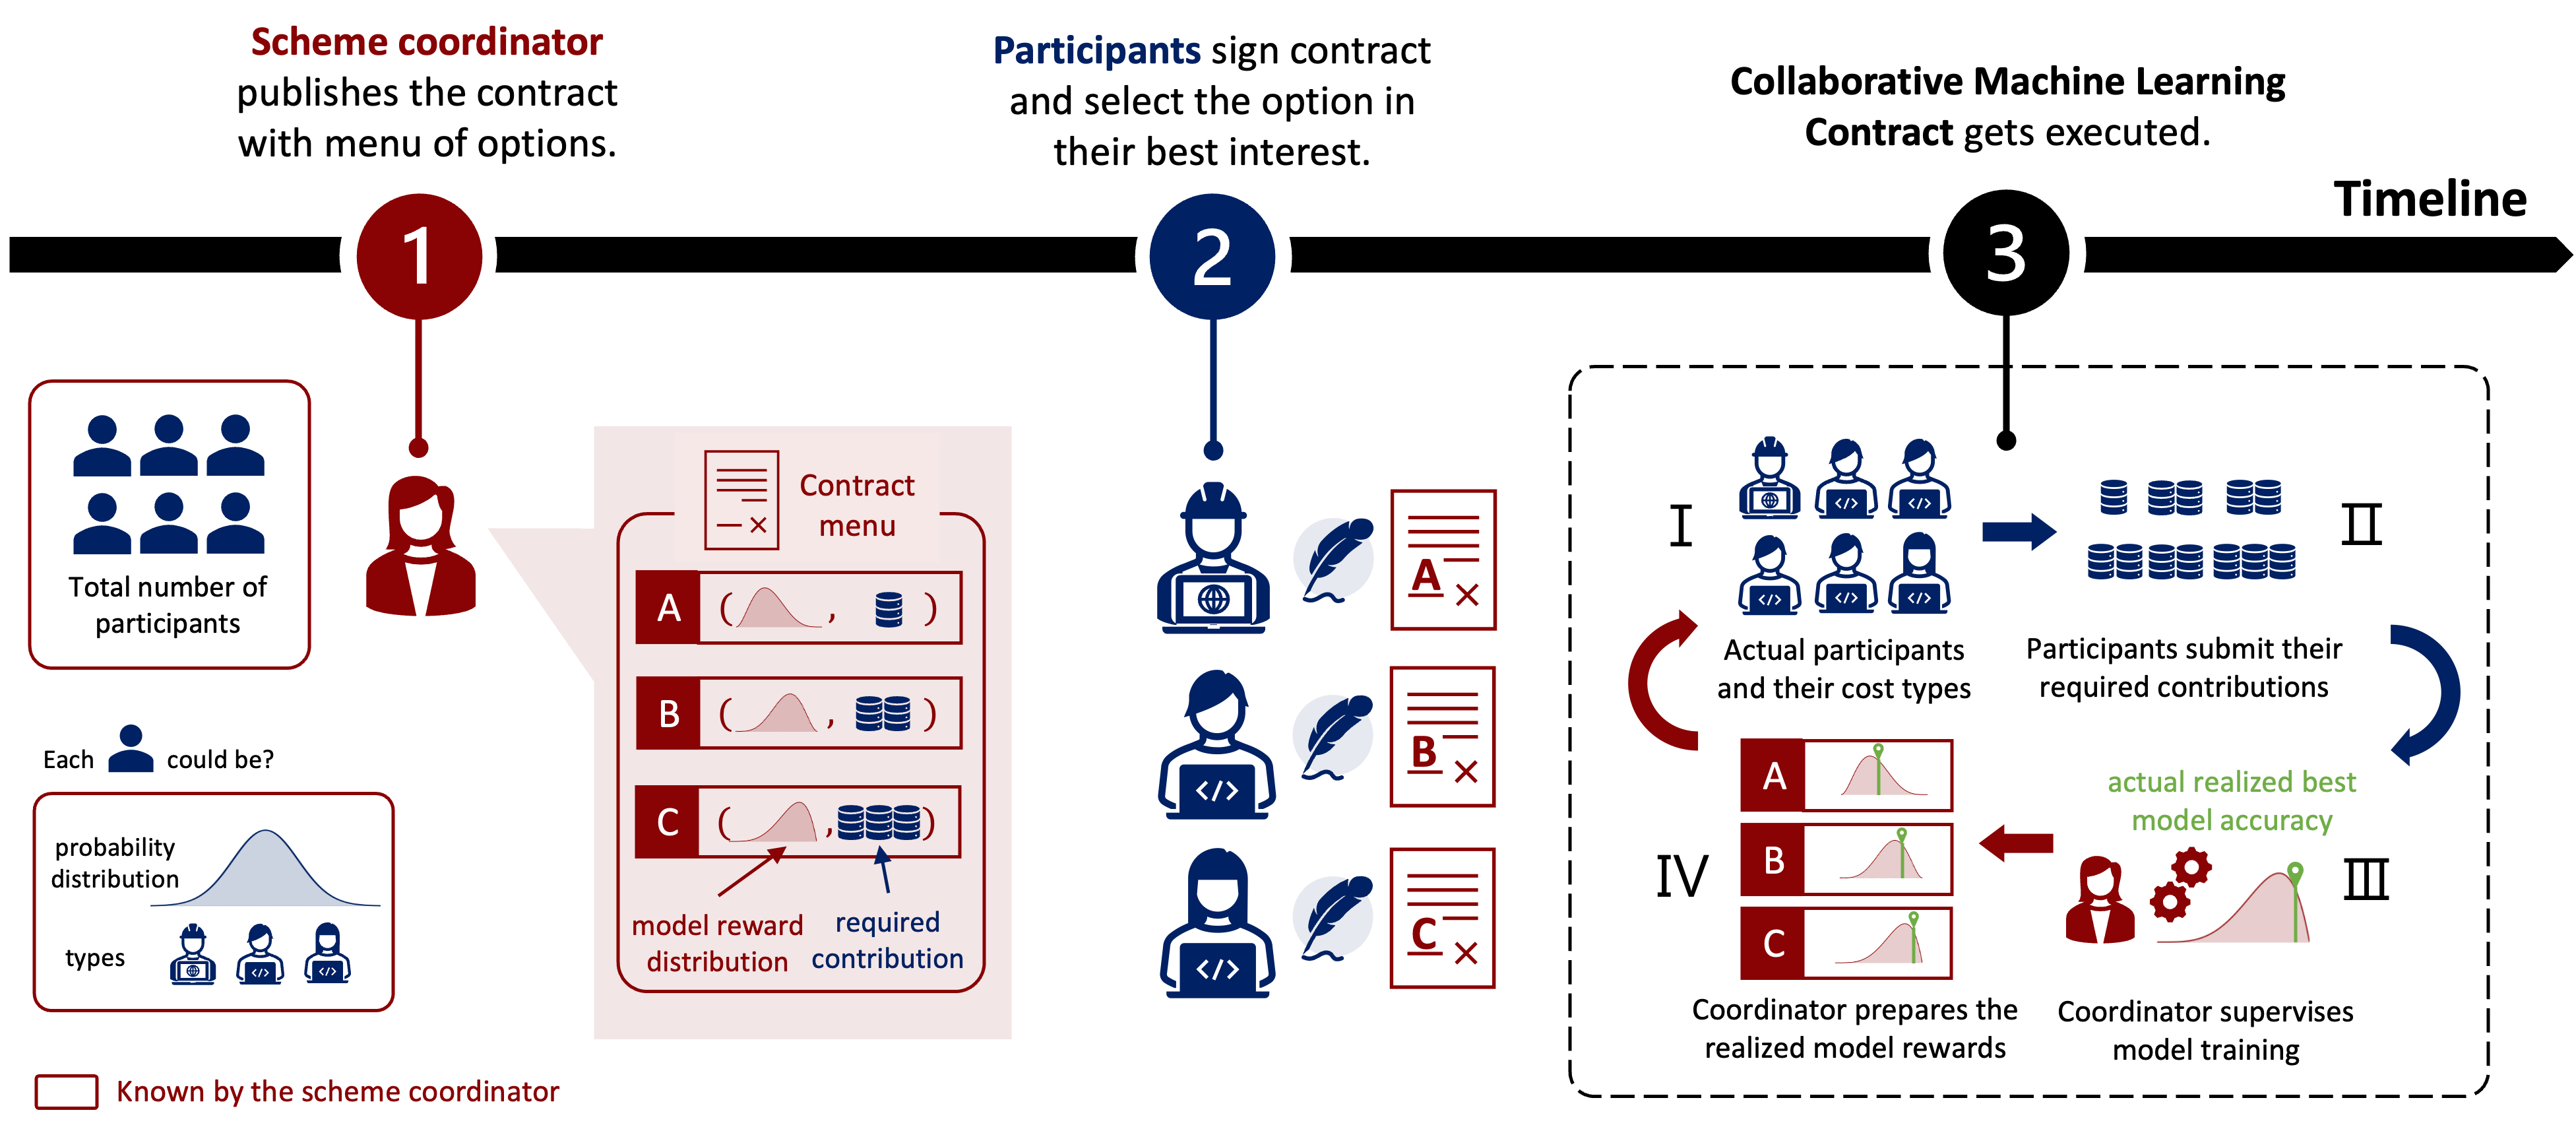 Scheme coordinator
publishes the contract
with menu of options.
Participants sign contract
and select the option in
their best interest.
Collaborative Machine Learning
Contract gets executed.
Timeline
1
2
3
Total number of
participants
Each could be?
probability
distribution
types
Known by the scheme coordinator
Contract
menu
A ( , )
B ( , )
C ( , )
model reward
distribution
required
contribution
A
×
B
×
C
×
I
Actual participants
and their cost types
II
Participants submit their
required contributions
actual realized best
model accuracy
III
Coordinator supervises
model training
IV
A
B
C
Coordinator prepares the
realized model rewards